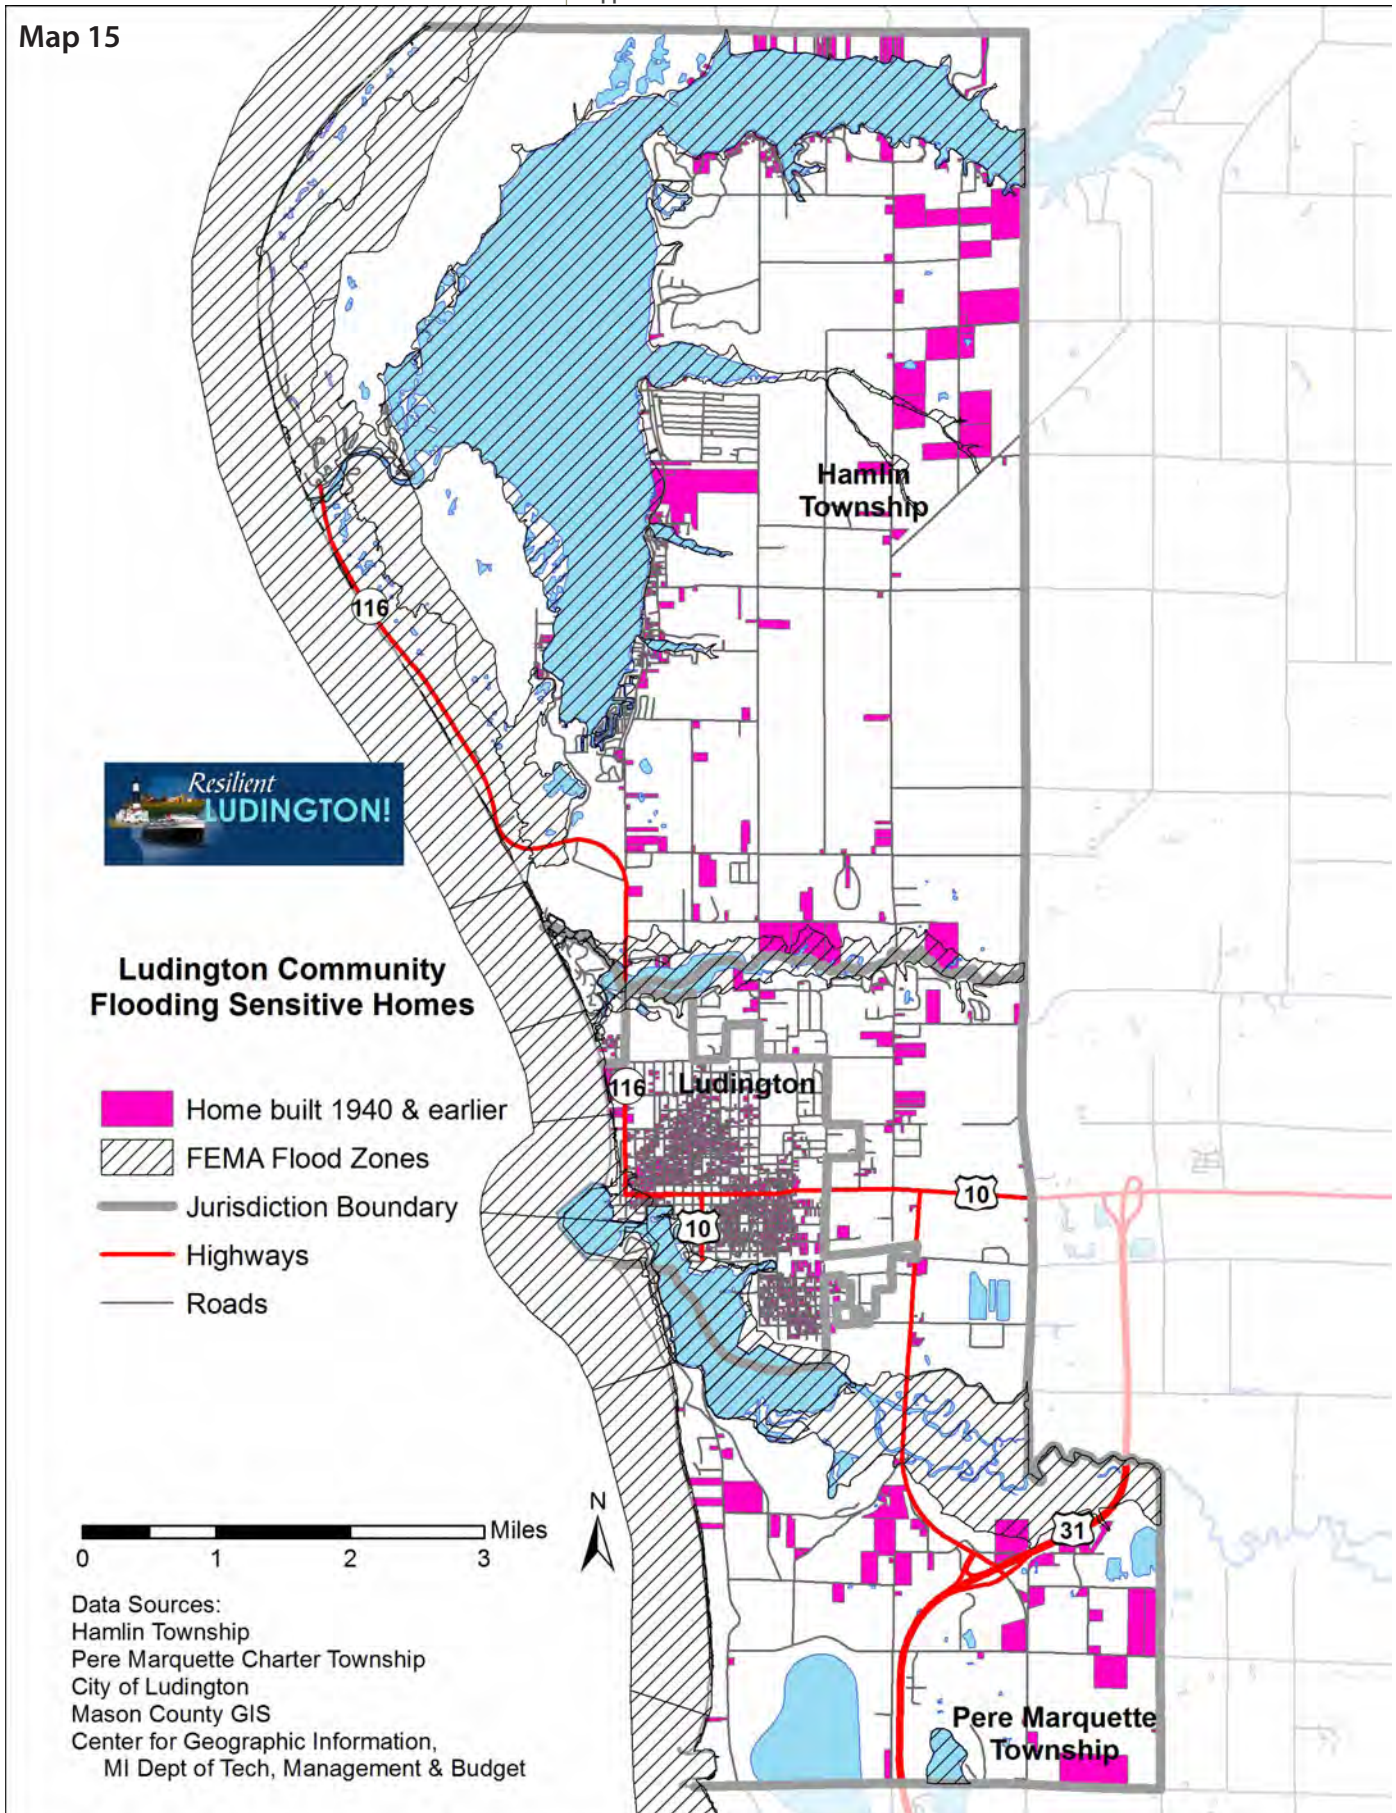 Map 15
Hamlin
Township
116
Resilient
LUDINGTON!
Ludington Community
Flooding Sensitive Homes
116
Ludington
Home built 1940 & earlier
FEMA Flood Zones
Jurisdiction Boundary
Highways
Roads
10
10
N
Miles
0 1 2 3
31
Data Sources:
Hamlin Township
Pere Marquette Charter Township
City of Ludington
Mason County GIS
Center for Geographic Information,
MI Dept of Tech, Management & Budget
Pere Marquette
Township